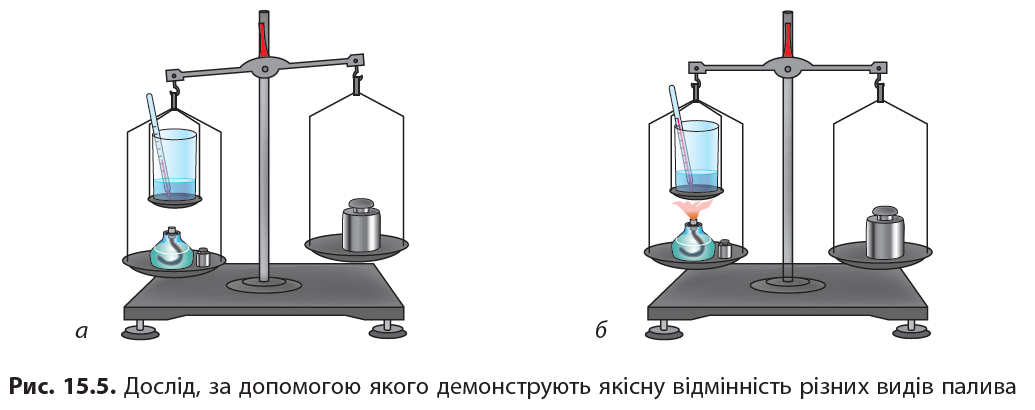 а
б
Рис. 15.5. Дослід, за допомогою якого демонструють якісну відмінність різних видів палива